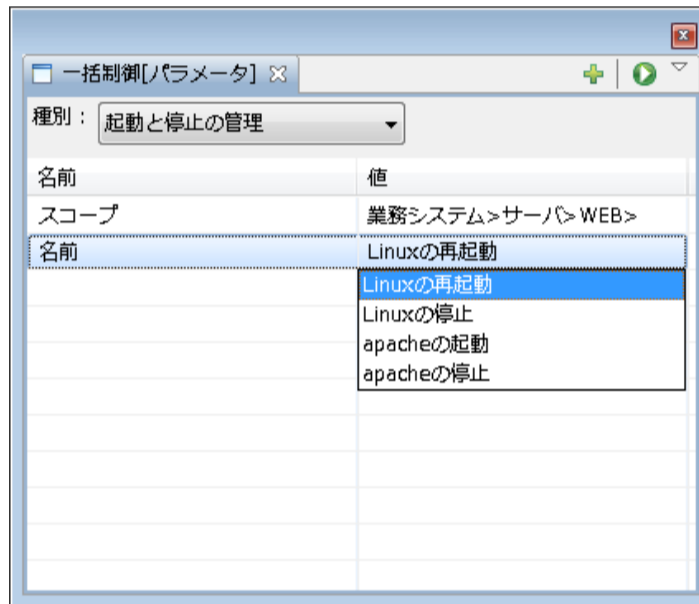 一括制御[パラメータ]
種別：
起動と停止の管理
名前 値
スコープ 業務システム>サーバ>WEB>
名前 Linuxの再起動
Linuxの再起動
Linuxの停止
apacheの起動
apacheの停止